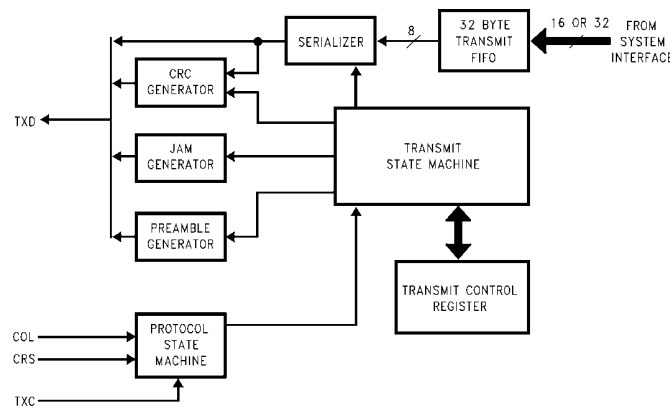 16 OR 32
FROM
SYSTEM
INTERFACE
8
32 BYTE
TRANSMIT
FIFO
SERIALIZER
CRC
GENERATOR
TXD
JAM
GENERATOR
TRANSMIT
STATE MACHINE
PREAMBLE
GENERATOR
TRANSMIT CONTROL
REGISTER
PROTOCOL
STATE
MACHINE
COL
CRS
TXC